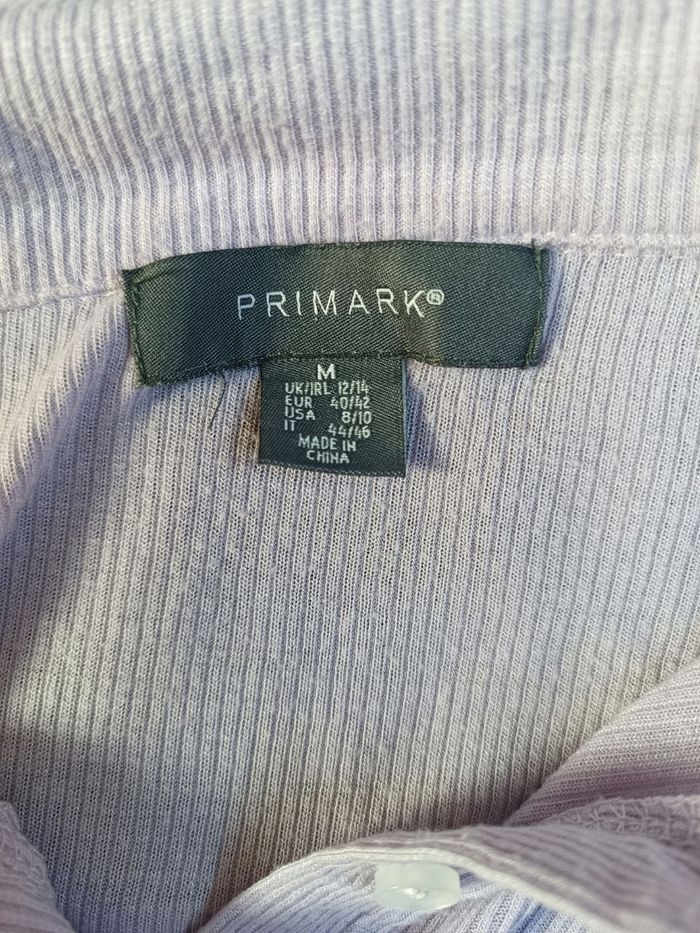 PRIMARK®
M
UK/IRL 12/14
EUR 40/42
USA 8/10
IT 44/46
MADE IN
CHINA